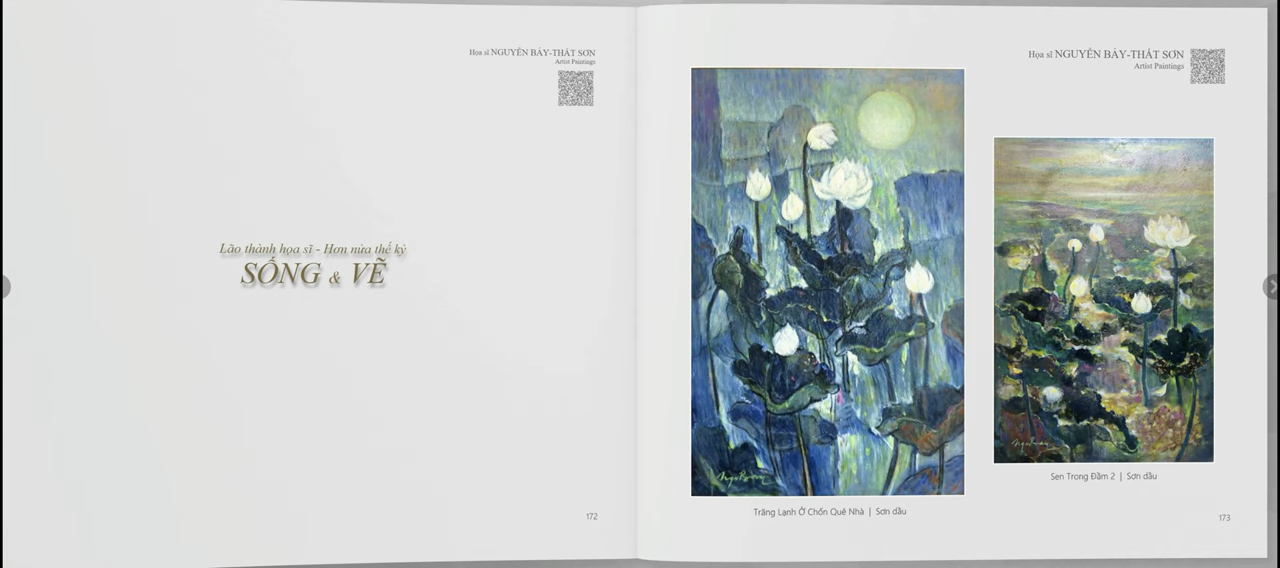 Họa sĩ NGUYỄN BẢY-THẤT SƠN
Artist Paintings
Lão thành họa sĩ - Hơn nửa thế kỷ
SỐNG & VẼ
172
Họa sĩ NGUYỄN BẢY-THẤT SƠN
Artist Paintings
Trăng Lạnh Ở Chốn Quê Nhà | Sơn dầu
Sen Trong Đầm 2 | Sơn dầu
173